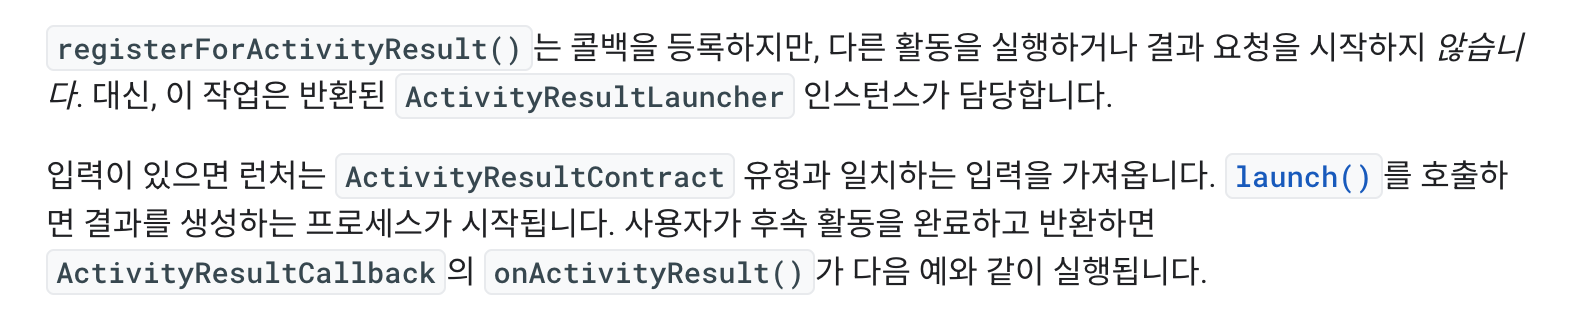 registerForActivityResult()는 콜백을 등록하지만, 다른 활동을 실행하거나 결과 요청을 시작하지 않습니
다. 대신, 이 작업은 반환된 ActivityResultLauncher 인스턴스가 담당합니다.
입력이 있으면 런처는 ActivityResultContract 유형과 일치하는 입력을 가져옵니다. launch()를 호출하
면 결과를 생성하는 프로세스가 시작됩니다. 사용자가 후속 활동을 완료하고 반환하면
ActivityResultCallback의 onActivityResult()가 다음 예와 같이 실행됩니다.